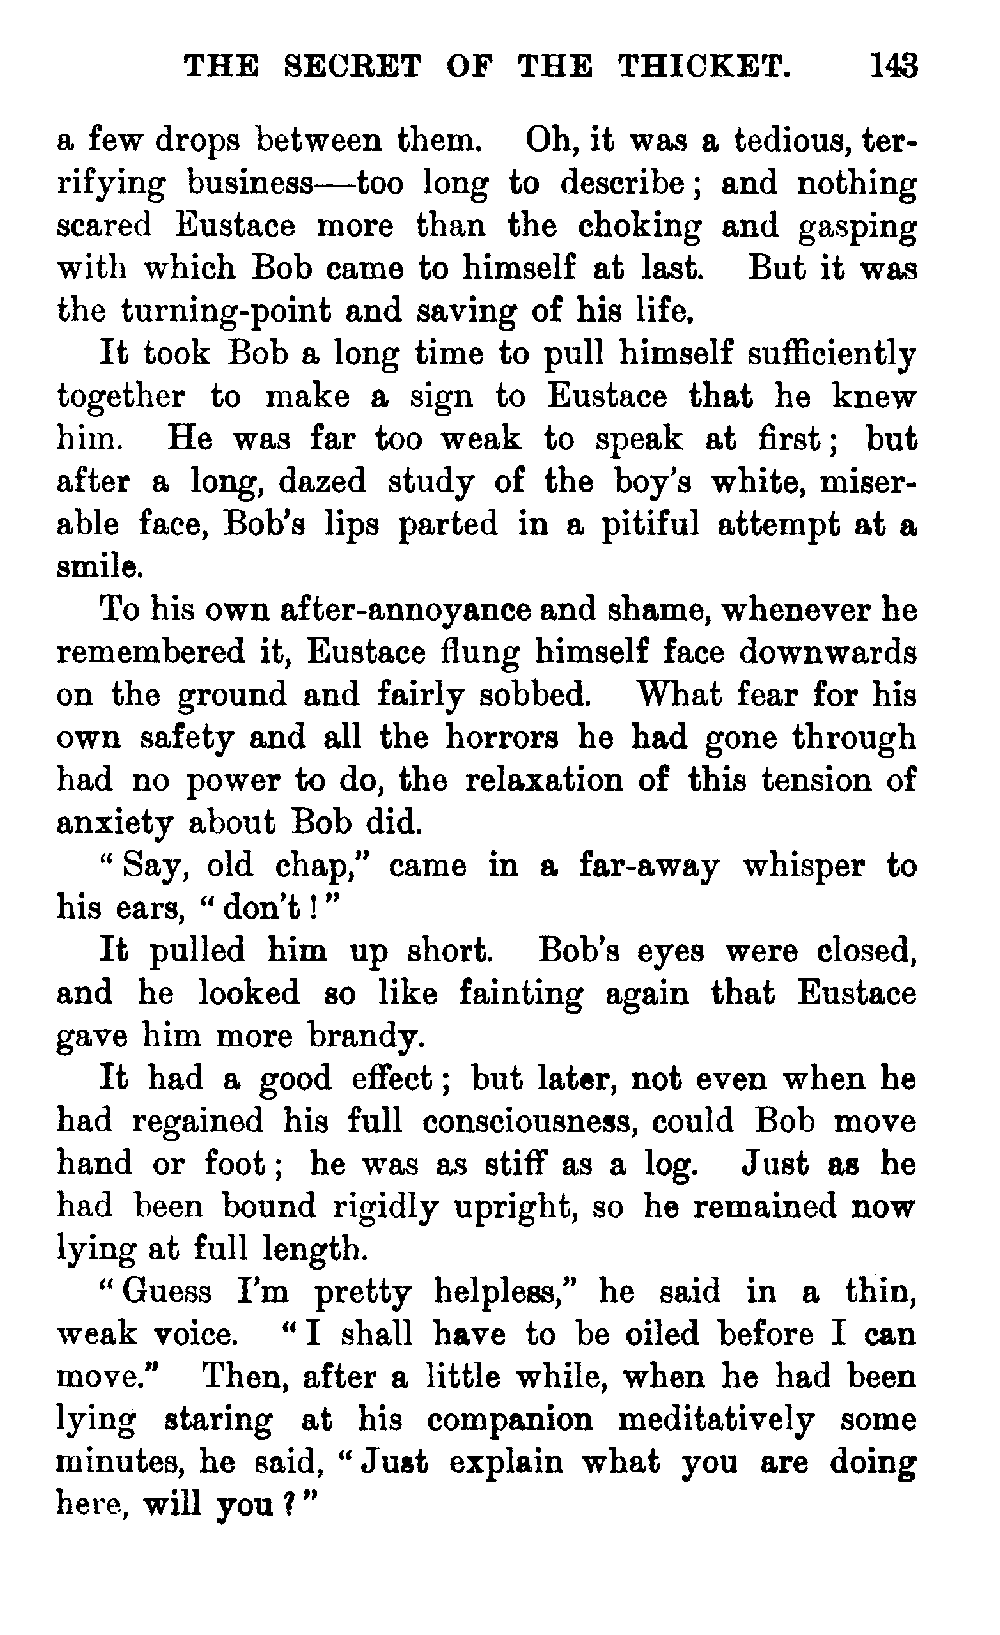 THE SECRET OF THE THICKET. 143
a few drops between them. Oh, it was a tedious, ter-
rifying business—too long to describe; and nothing
scared Eustace more than the choking and gasping
with which Bob came to himself at last. But it was
the turning-point and saving of his life.
It took Bob a long time to pull himself sufficiently
together to make a sign to Eustace that he knew
him. He was far too weak to speak at first; but
after a long, dazed study of the boy's white, miser-
able face, Bob's lips parted in a pitiful attempt at a
smile.
To his own after-annoyance and shame, whenever he
remembered it, Eustace flung himself face downwards
on the ground and fairly sobbed. What fear for his
own safety and all the horrors he had gone through
had no power to do, the relaxation of this tension of
anxiety about Bob did.
"Say, old chap," came in a far-away whisper to
his ears, "don't!"
It pulled him up short. Bob's eyes were closed,
and he looked so like fainting again that Eustace
gave him more brandy.
It had a good effect; but later, not even when he
had regained his full consciousness, could Bob move
hand or foot; he was as stiff as a log. Just as he
had been bound rigidly upright, so he remained now
lying at full length.
"Guess I'm pretty helpless," he said in a thin,
weak voice. "I shall have to be oiled before I can
move." Then, after a little while, when he had been
lying staring at his companion meditatively some
minutes, he said, "Just explain what you are doing
here, will you?"